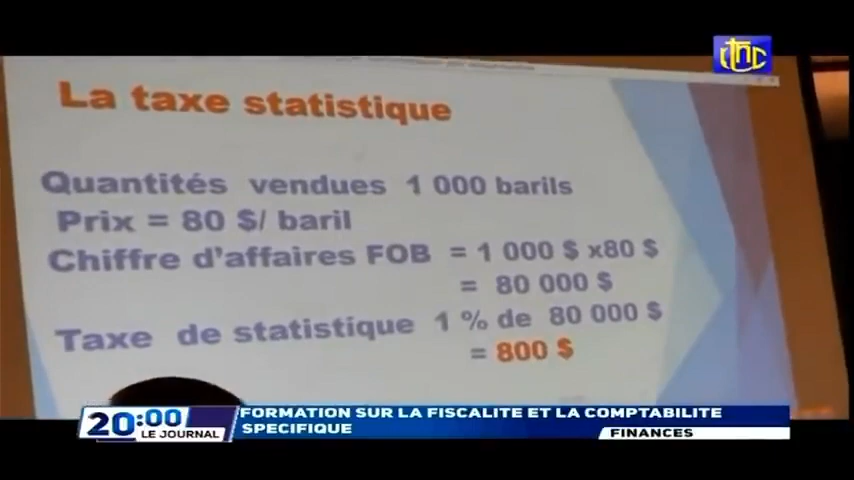 rtnc
La taxe statistique
Quantités vendues 1 000 barils
Prix = 80 $/ baril
Chiffre d'affaires FOB = 1 000 $ x80 $
= 80 000 $
Taxe de statistique 1 % de 80 000 $
= 800 $
20:00
LE JOURNAL
FORMATION SUR LA FISCALITE ET LA COMPTABILITE
SPECIFIQUE
FINANCES